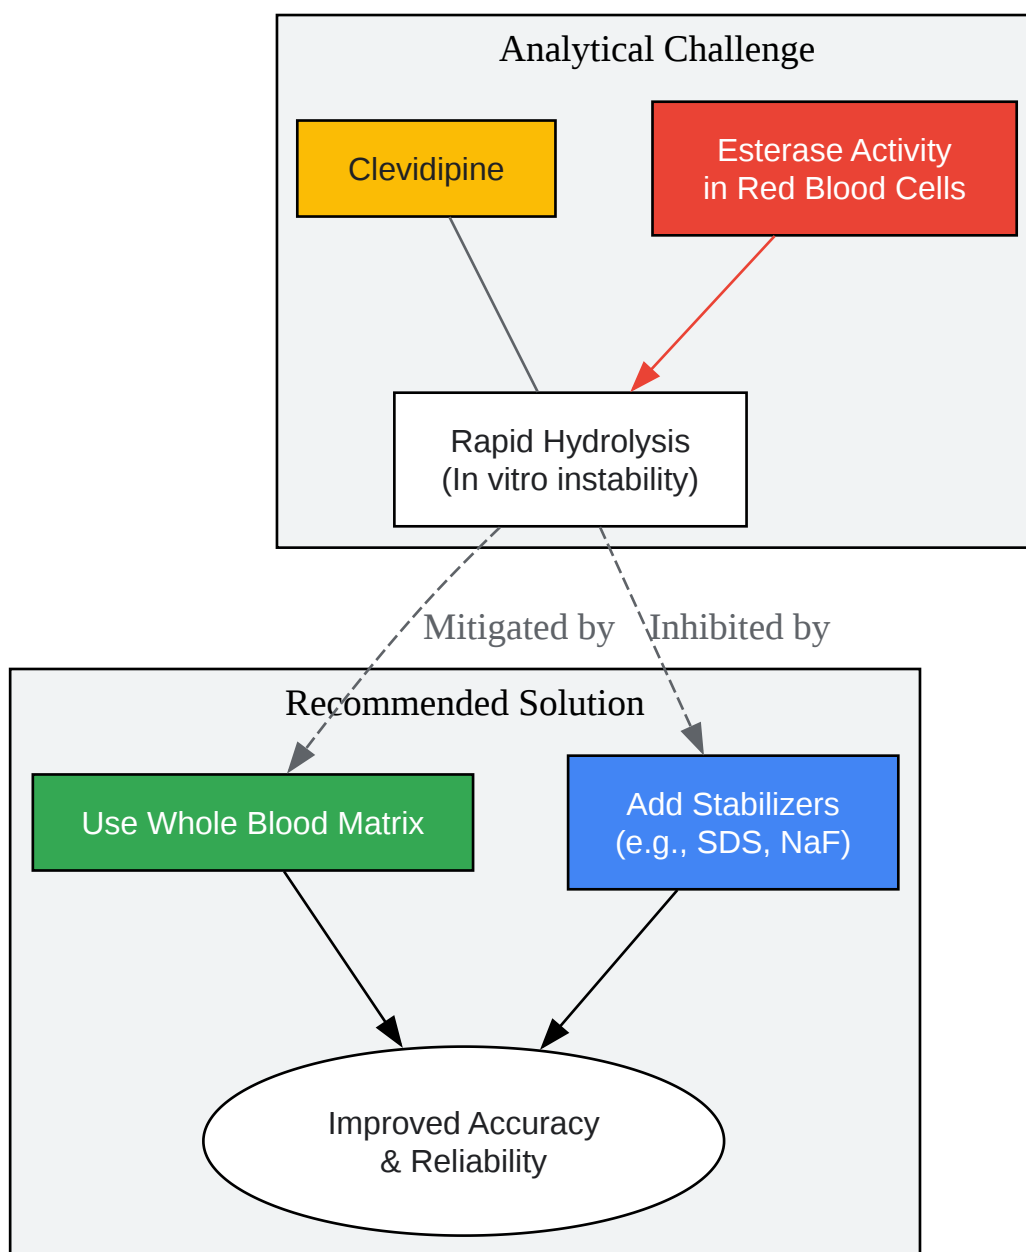 Analytical Challenge
Clevidipine
Esterase Activity
in Red Blood Cells
Rapid Hydrolysis
(In vitro instability)
Mitigated by
Inhibited by
Recommended Solution
Use Whole Blood Matrix
Add Stabilizers
(e.g., SDS, NaF)
Improved Accuracy
& Reliability